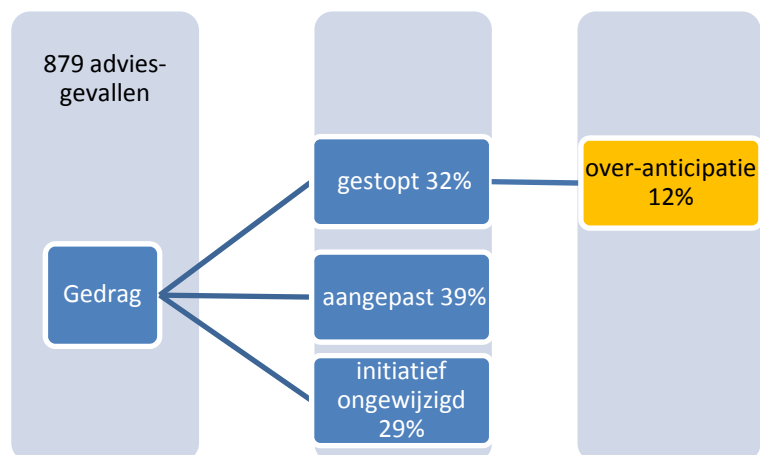 879 advies-
gevallen
Gedrag
gestopt 32%
aangepast 39%
initiatief
ongewijzigd
29%
over-anticipatie
12%